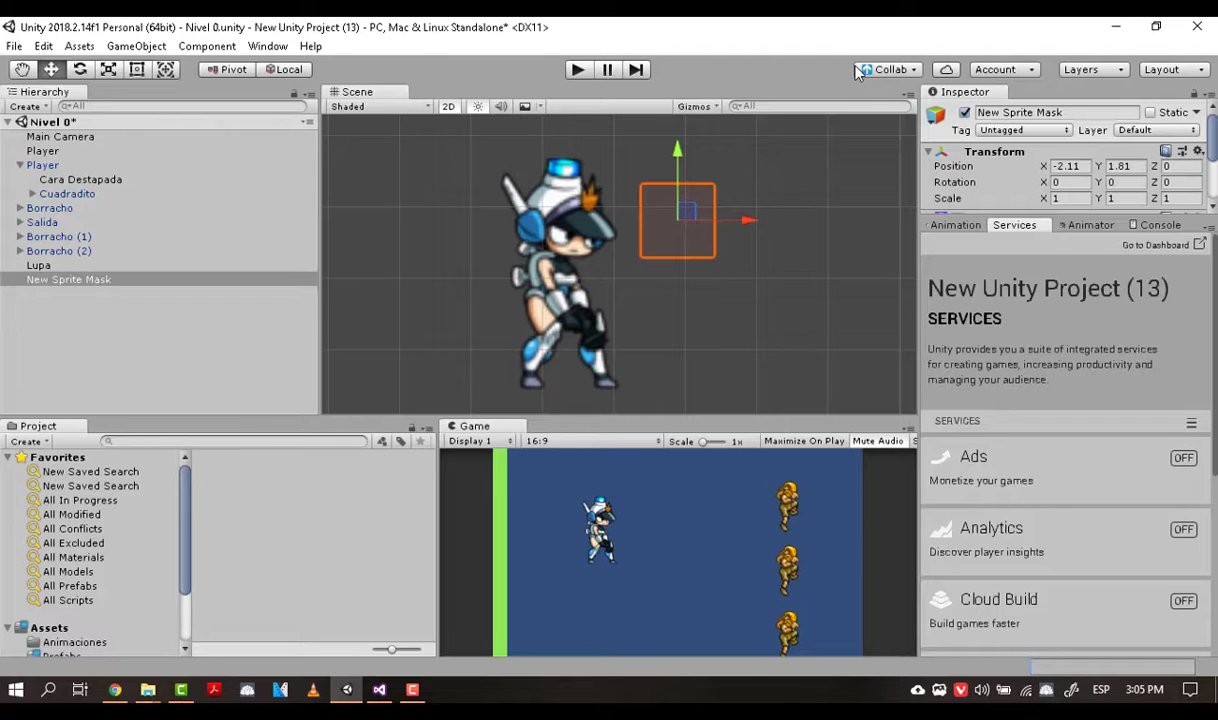 Unity 2018.2.14f1 Personal (64bit) - Nivel 0.unity - New Unity Project (13) - PC, Mac & Linux Standalone* <DX11>
File Edit Assets GameObject Component Window Help
Pivot Local Collab Account Layers Layout
Hierarchy Scene Inspector
Create All Shaded 2D Gizmos All New Sprite Mask Static
Nivel 0* Tag Untagged Layer Default
Main Camera
Player Transform
Player Position X -2.11 Y 1.81 Z 0
Cara Destapada Rotation X 0 Y 0 Z 0
Cuadradito Scale X 1 Y 1 Z 1
Borracho
Salida Animation Services Animator Console
Borracho (1) Go to Dashboard
Borracho (2)
Lupa
New Sprite Mask
New Unity Project (13)
SERVICES
Unity provides you a suite of integrated services
for creating games, increasing productivity and
managing your audience.
SERVICES
Project Game
Create Display 1 16:9 Scale 1x Maximize On Play Mute Audio S
Favorites Ads OFF
New Saved Search Monetize your games
New Saved Search
All In Progress
All Modified
All Conflicts Analytics OFF
All Excluded Discover player insights
All Materials
All Models
All Prefabs
All Scripts Cloud Build OFF
Build games faster
Assets
Animaciones
Prefabs
ESP 3:05 PM